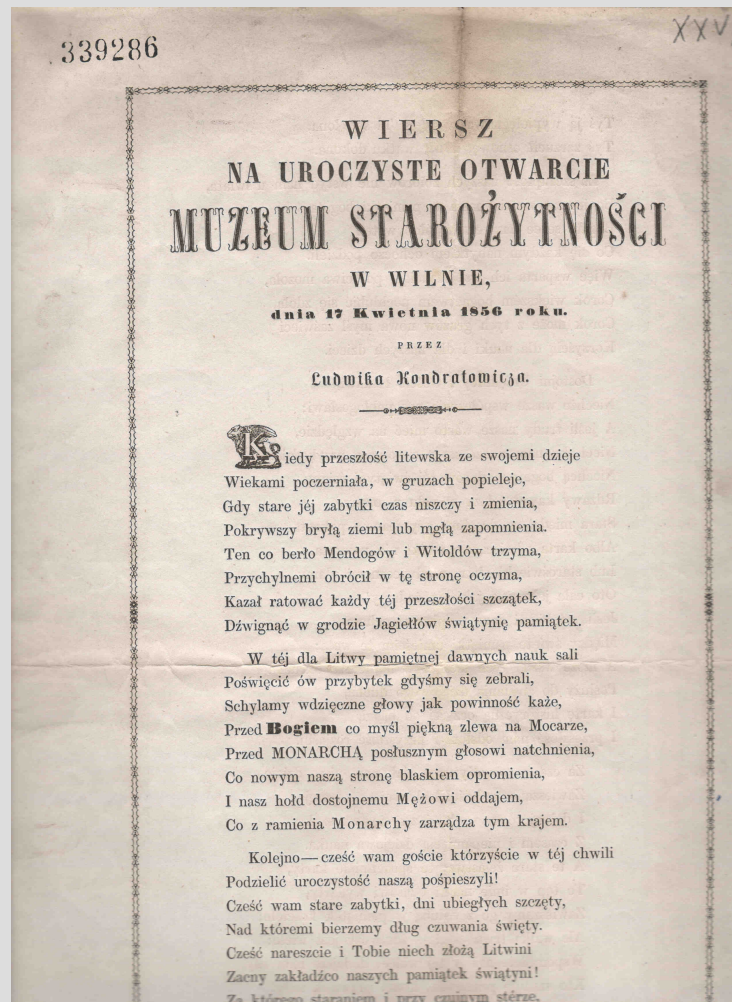 339286
XXV
WIERSZ
NA UROCZYSTE OTWARCIE
MUZEUM STAROŻYTNOŚCI
W WILNIE,
dnia 17 Kwietnia 1856 roku.
PRZEZ
Ludwika Kondratowicza.
Kiedy przeszłość litewska ze swojemi dzieje
Wiekami poczerniała, w gruzach popieleje,
Gdy stare jéj zabytki czas niszczy i zmienia,
Pokrywszy bryłą ziemi lub mgłą zapomnienia.
Ten co berło Mendogów i Witoldów trzyma,
Przychylnemi obrócił w tę stronę oczyma,
Kazał ratować każdy téj przeszłości szczątek,
Dźwignąć w grodzie Jagiełłów świątynię pamiątek.
W téj dla Litwy pamiętnej dawnych nauk sali
Poświęcić ów przybytek gdyśmy się zebrali,
Schylamy wdzięczne głowy jak powinność każe,
Przed Bogiem co myśl piękną zlewa na Mocarze,
Przed MONARCHĄ posłusznym głosowi natchnienia,
Co nowym naszą stronę blaskiem opromienia,
I nasz hołd dostojnemu Mężowi oddajem,
Co z ramienia Monarchy zarządza tym krajem.
Kolejno—cześć wam goście którzyście w téj chwili
Podzielić uroczystość naszą pośpieszyli!
Cześć wam stare zabytki, dni ubiegłych szczęty,
Nad któremi bierzemy dług czuwania święty.
Cześć nareszcie i Tobie niech złożą Litwini
Zacny zakładźco naszych pamiątek świątyni!
Za którego staraniem i przy czujnym stérze,